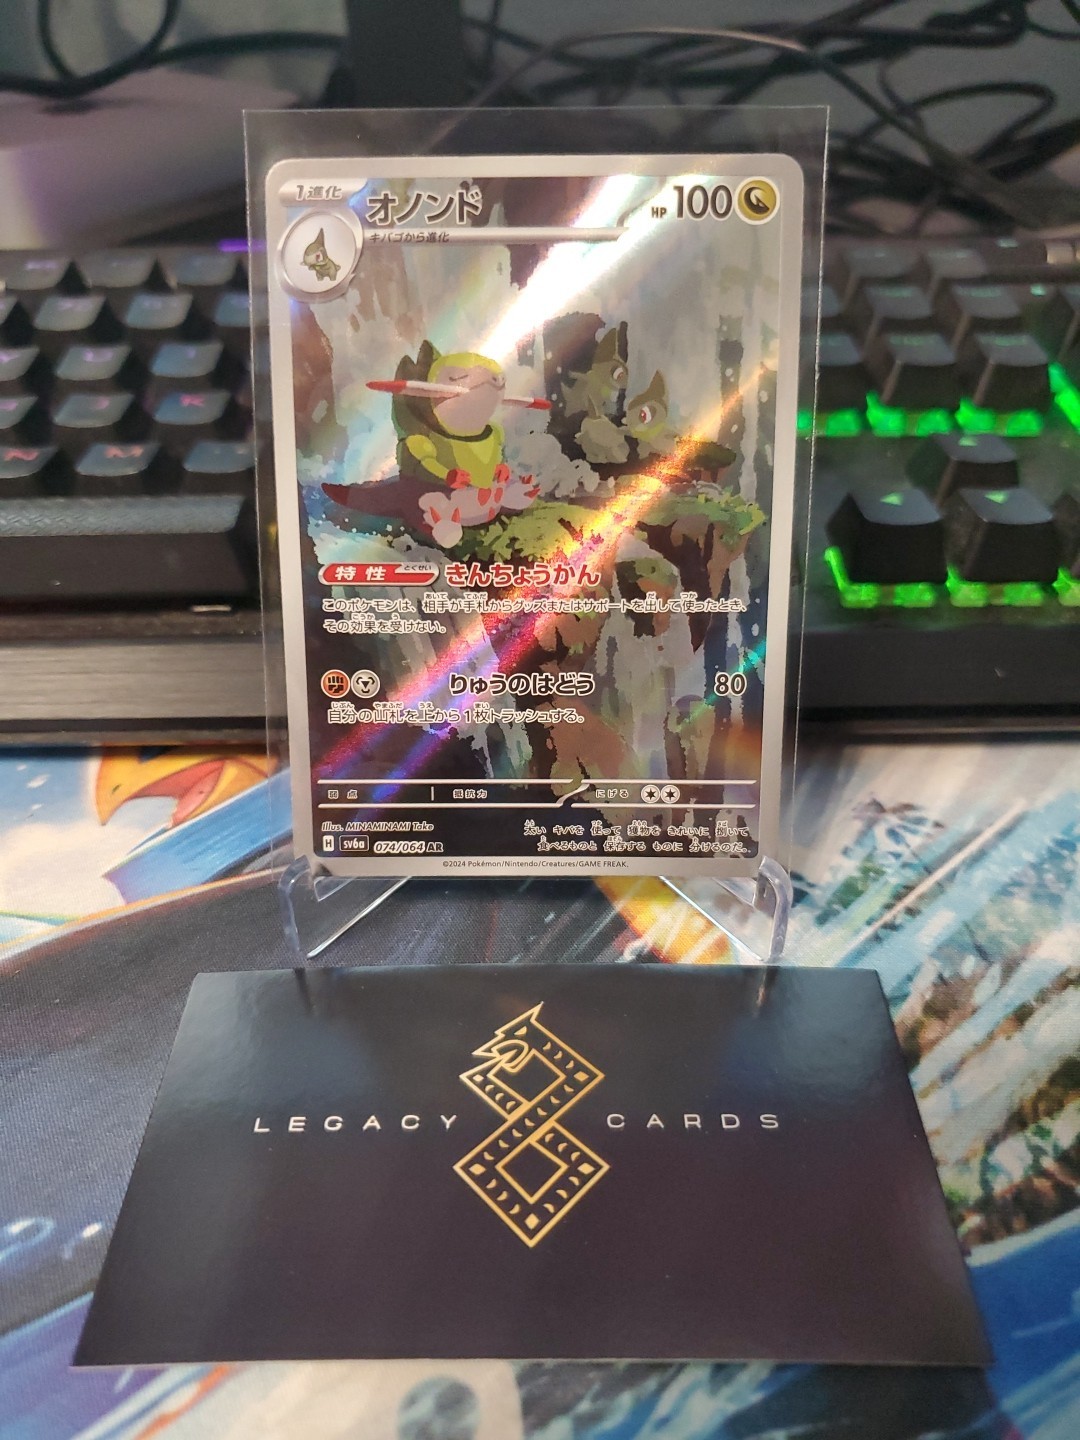 1進化
オノンド
HP 100
キバゴから進化
特性 とくせい きんちょうかん
このポケモンは、相手が手札からグッズまたはサポートを出して使ったとき、
その効果を受けない。
りゅうのはどう 80
自分の山札を上から1枚トラッシュする。
弱点 抵抗力 にげる
Illus. MINAMINAMI Take
太い キバを 使って 獲物を きれいに 捌いて
H sv6a 074/064 AR
食べるものと 保存する ものに 分けるのだ。
©2024 Pokémon/Nintendo/Creatures/GAME FREAK.
LEGACY CARDS
N M